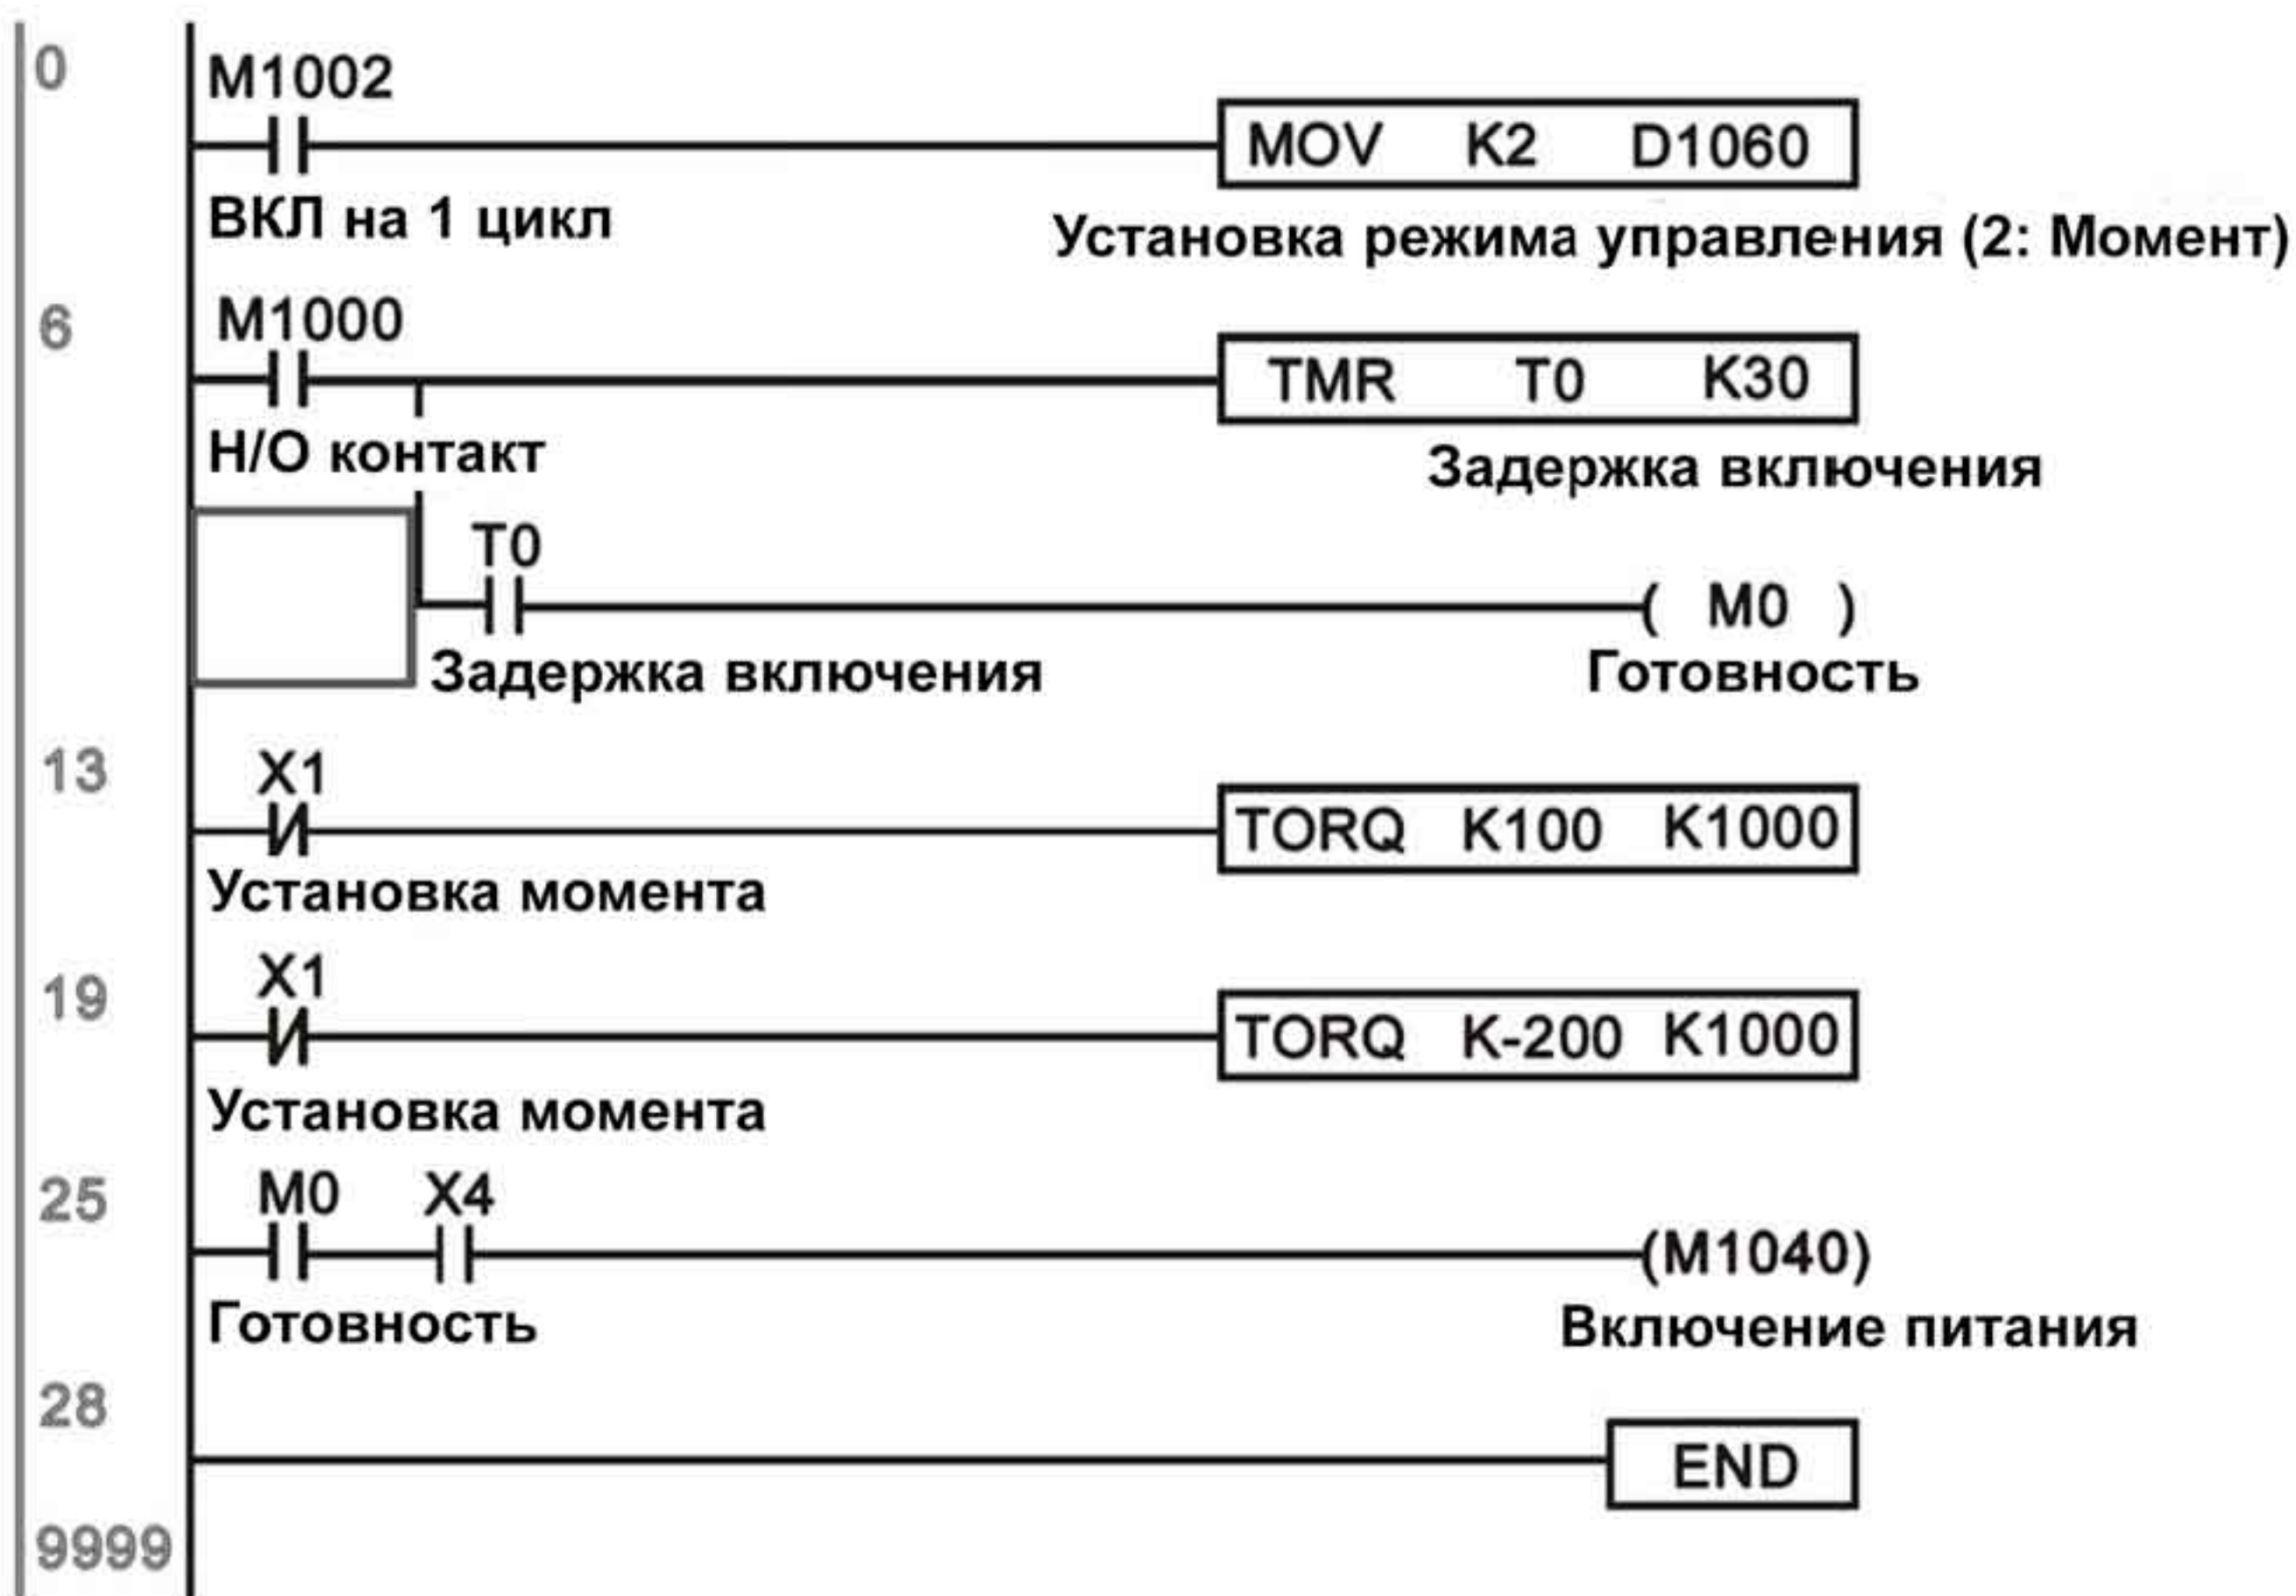 0
M1002
MOV K2 D1060
ВКЛ на 1 цикл
Установка режима управления (2: Момент)
6
M1000
TMR T0 K30
Н/О контакт
Задержка включения
T0
( M0 )
Задержка включения
Готовность
13
X1
TORQ K100 K1000
Установка момента
19
X1
TORQ K-200 K1000
Установка момента
25
M0 X4
(M1040)
Готовность
Включение питания
28
END
9999